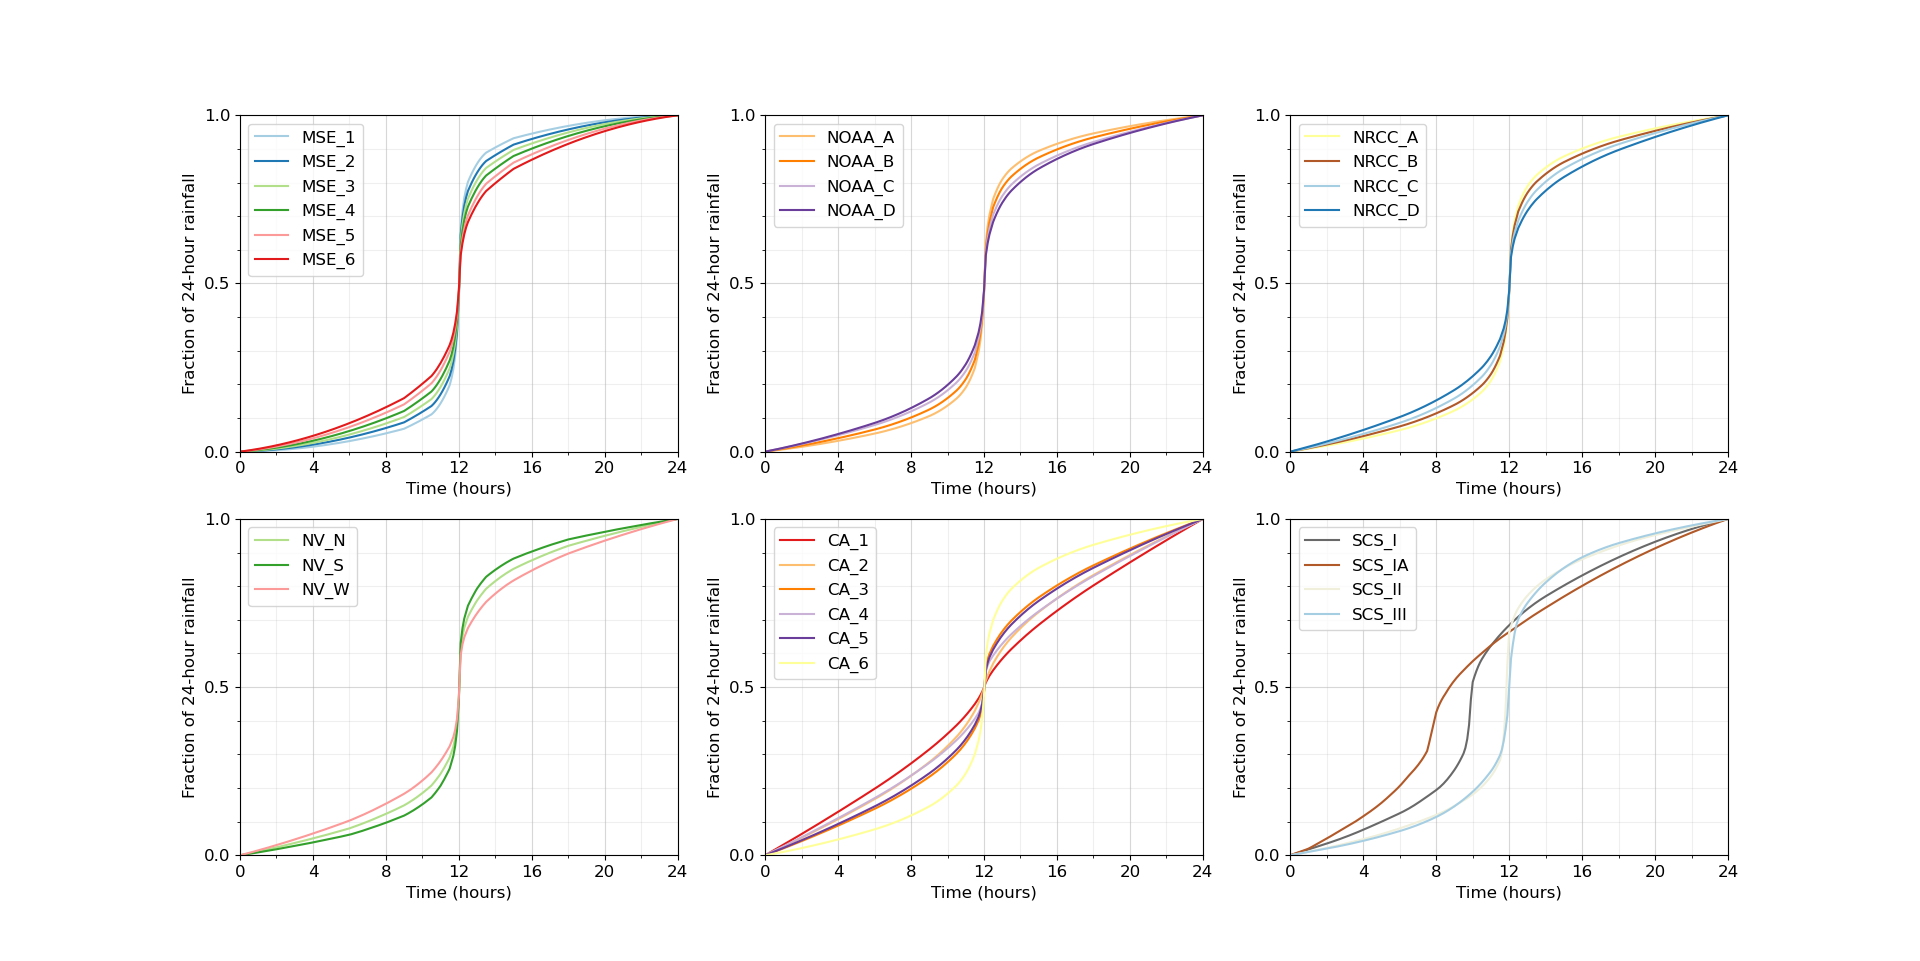 1.0
0.5
0.0
Fraction of 24-hour rainfall
MSE_1
MSE_2
MSE_3
MSE_4
MSE_5
MSE_6
0 4 8 12 16 20 24
Time (hours)
1.0
0.5
0.0
Fraction of 24-hour rainfall
NOAA_A
NOAA_B
NOAA_C
NOAA_D
0 4 8 12 16 20 24
Time (hours)
1.0
0.5
0.0
Fraction of 24-hour rainfall
NRCC_A
NRCC_B
NRCC_C
NRCC_D
0 4 8 12 16 20 24
Time (hours)
1.0
0.5
0.0
Fraction of 24-hour rainfall
NV_N
NV_S
NV_W
0 4 8 12 16 20 24
Time (hours)
1.0
0.5
0.0
Fraction of 24-hour rainfall
CA_1
CA_2
CA_3
CA_4
CA_5
CA_6
0 4 8 12 16 20 24
Time (hours)
1.0
0.5
0.0
Fraction of 24-hour rainfall
SCS_I
SCS_IA
SCS_II
SCS_III
0 4 8 12 16 20 24
Time (hours)